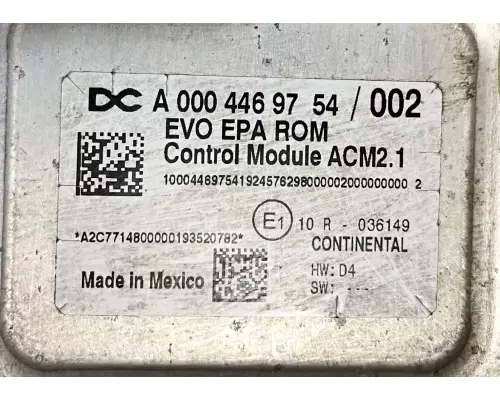 DC A 000 446 97 54 / 002
EVO EPA ROM
Control Module ACM2.1
10004469754192457629800000200000000 2
E1 10 R - 036149
*A2C7714800000193520782*
CONTINENTAL
Made in Mexico
HW: D4
SW: ---